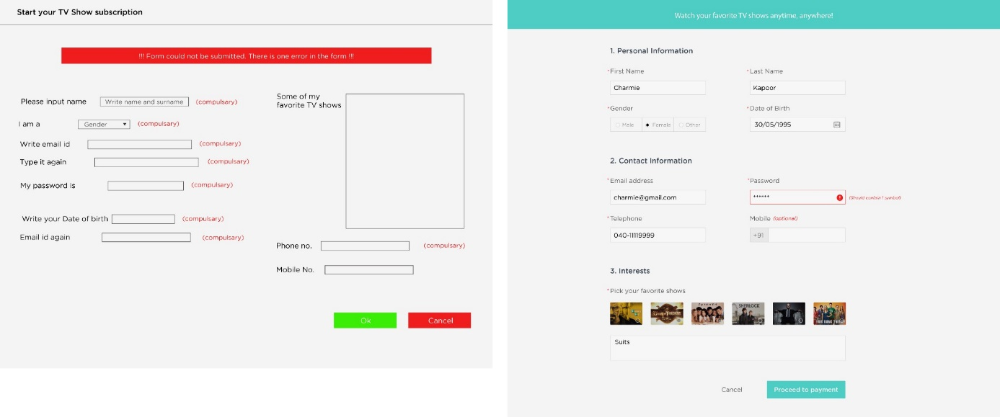 Start your TV Show subscription
!!! Form could not be submitted. There is one error in the form !!!
Please input name
Write name and surname
(compulsary)
I am a
Gender
(compulsary)
Write email id
(compulsary)
Type it again
(compulsary)
My password is
(compulsary)
Write your Date of birth
(compulsary)
Email id again
(compulsary)
Some of my
favorite TV shows
Phone no.
(compulsary)
Mobile No.
Ok
Cancel
Watch your favorite TV shows anytime, anywhere!
1. Personal Information
*First Name
*Last Name
Charmie
Kapoor
*Gender
*Date of Birth
Male
Female
Other
30/05/1995
2. Contact Information
*Email address
*Password
charmie@gmail.com
******
(Should contain 1 symbol)
*Telephone
Mobile (optional)
040-11119999
+91
3. Interests
*Pick your favorite shows
GAME OF THRONES
FRIENDS
SHERLOCK
Suits
Cancel
Proceed to payment